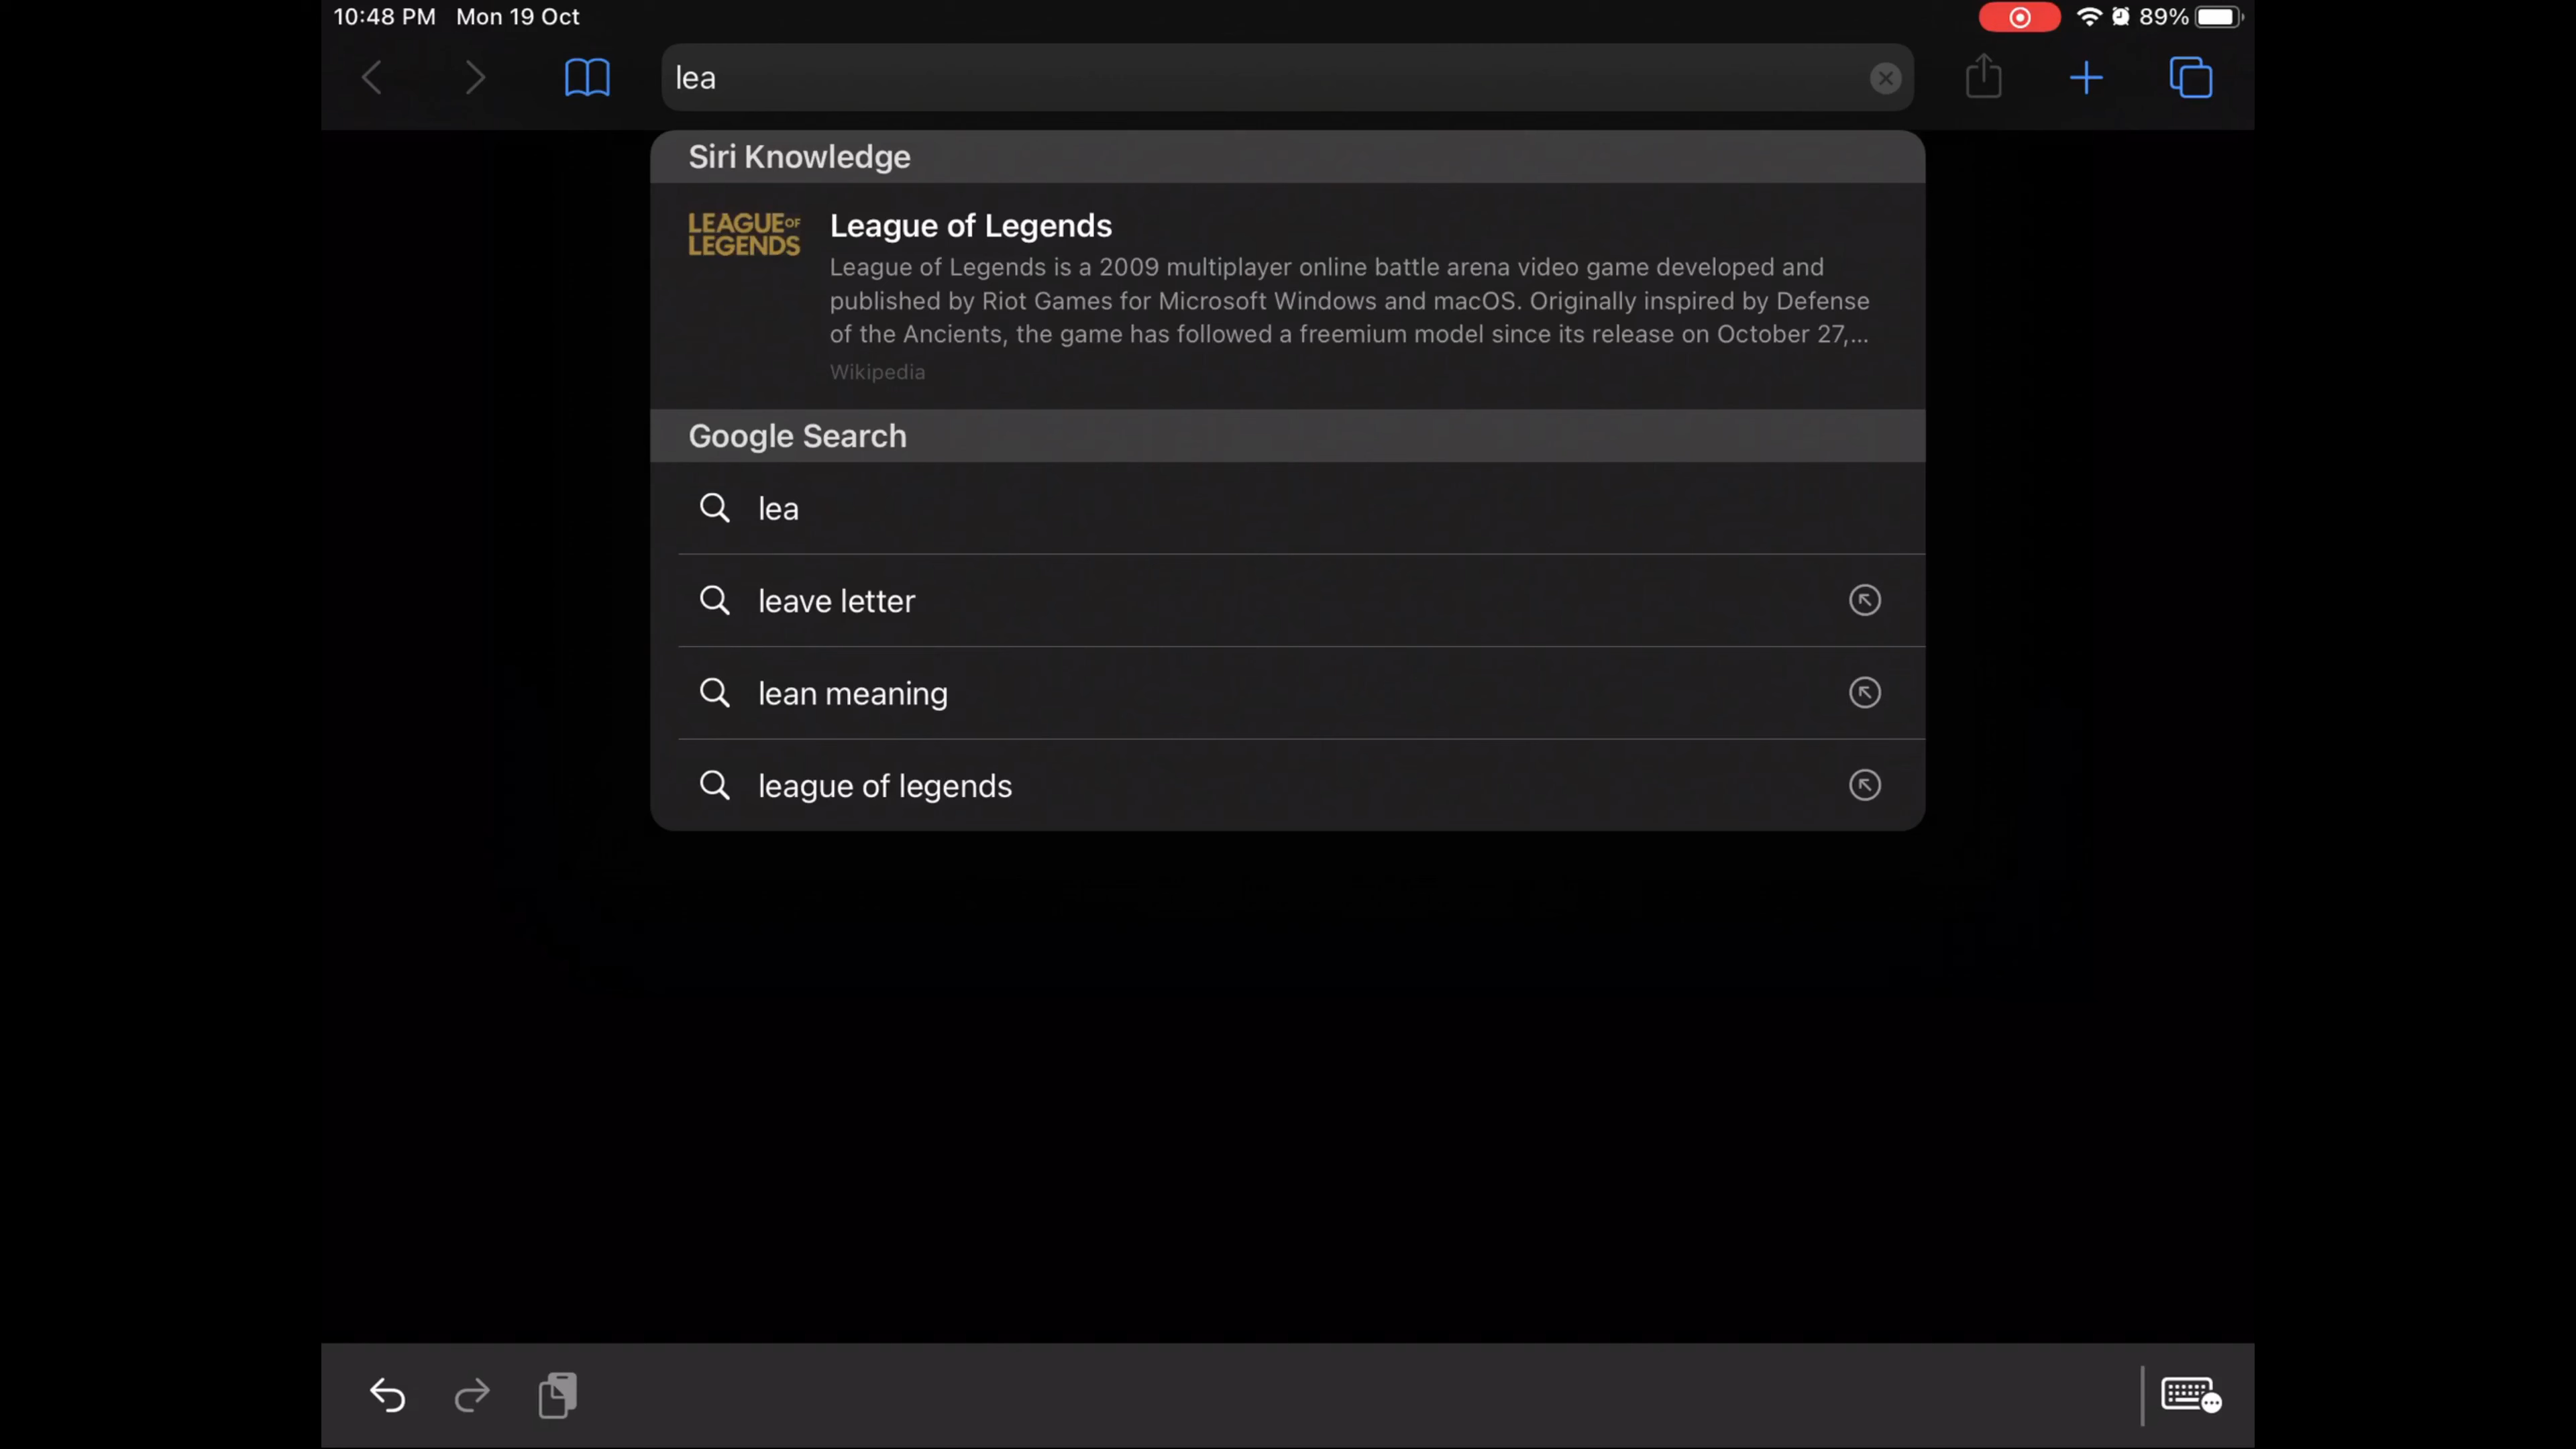 10:48 PM Mon 19 Oct 89%
lea
Siri Knowledge
LEAGUE OF
LEGENDS
League of Legends
League of Legends is a 2009 multiplayer online battle arena video game developed and
published by Riot Games for Microsoft Windows and macOS. Originally inspired by Defense
of the Ancients, the game has followed a freemium model since its release on October 27,...
Wikipedia
Google Search
lea
leave letter
lean meaning
league of legends